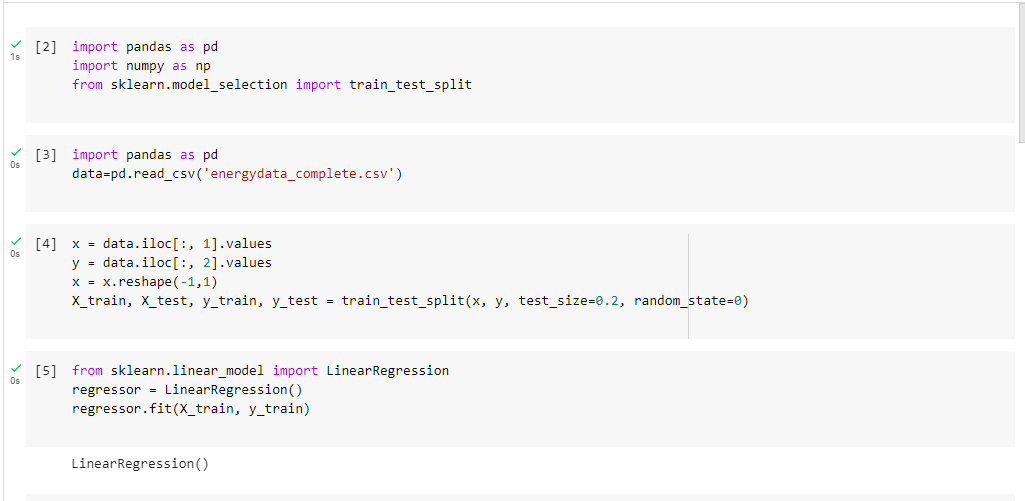 [2] import pandas as pd
import numpy as np
from sklearn.model_selection import train_test_split
1s
[3] import pandas as pd
data=pd.read_csv('energydata_complete.csv')
0s
[4] x = data.iloc[:, 1].values
y = data.iloc[:, 2].values
0s
x = x.reshape(-1,1)
X_train, X_test, y_train, y_test = train_test_split(x, y, test_size=0.2, random_state=0)
[5] from sklearn.linear_model import LinearRegression
regressor = LinearRegression()
0s
regressor.fit(X_train, y_train)
LinearRegression()